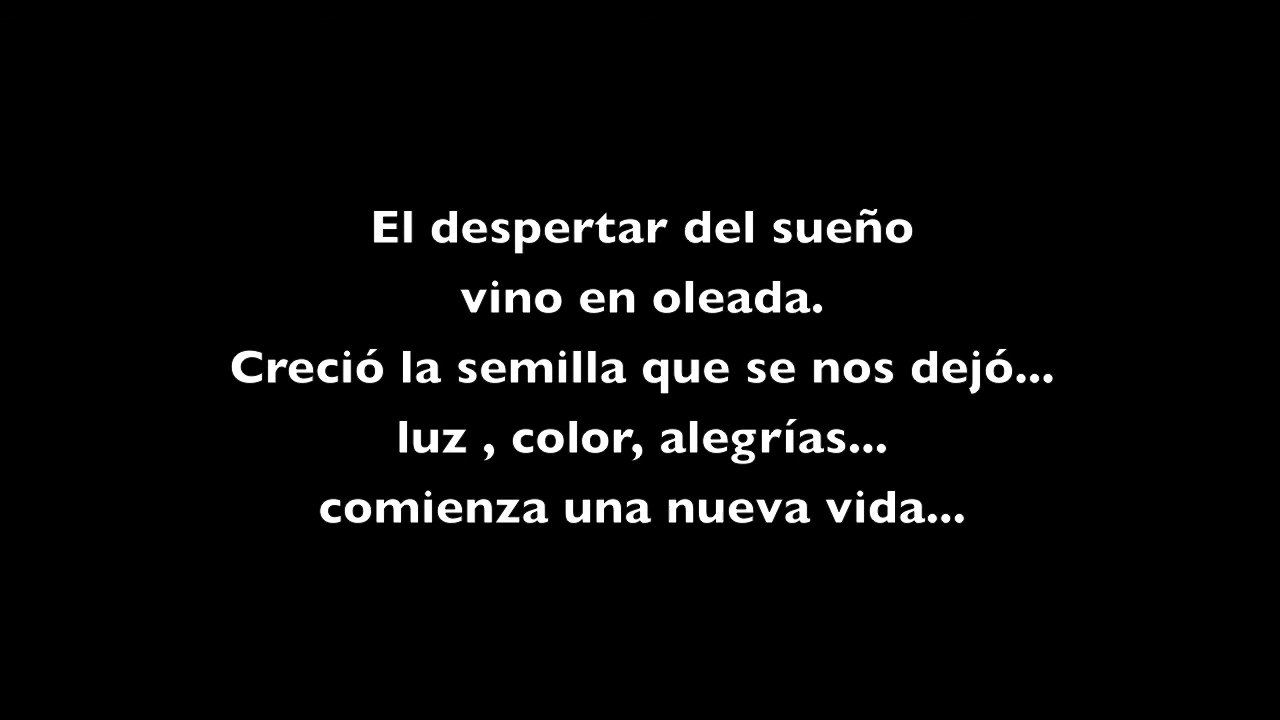 El despertar del sueño
vino en oleada.
Creció la semilla que se nos dejó...
luz , color, alegrías...
comienza una nueva vida...